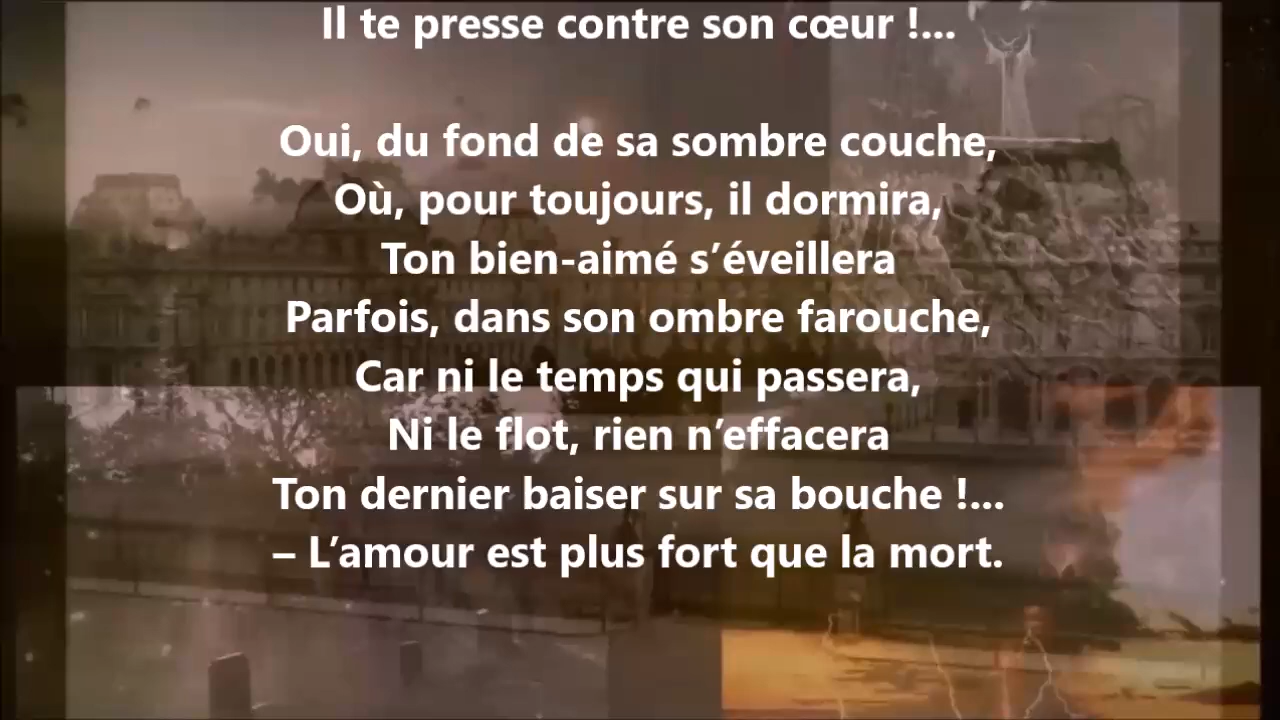 Il te presse contre son cœur !...
Oui, du fond de sa sombre couche,
Où, pour toujours, il dormira,
Ton bien-aimé s’éveillera
Parfois, dans son ombre farouche,
Car ni le temps qui passera,
Ni le flot, rien n’effacera
Ton dernier baiser sur sa bouche !...
– L’amour est plus fort que la mort.